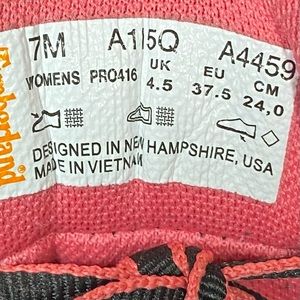 7M A1I5Q A4459
WOMENS PRO416 UK EU CM
4.5 37.5 24,0
DESIGNED IN NEW HAMPSHIRE, USA
MADE IN VIETNAM
Timberland